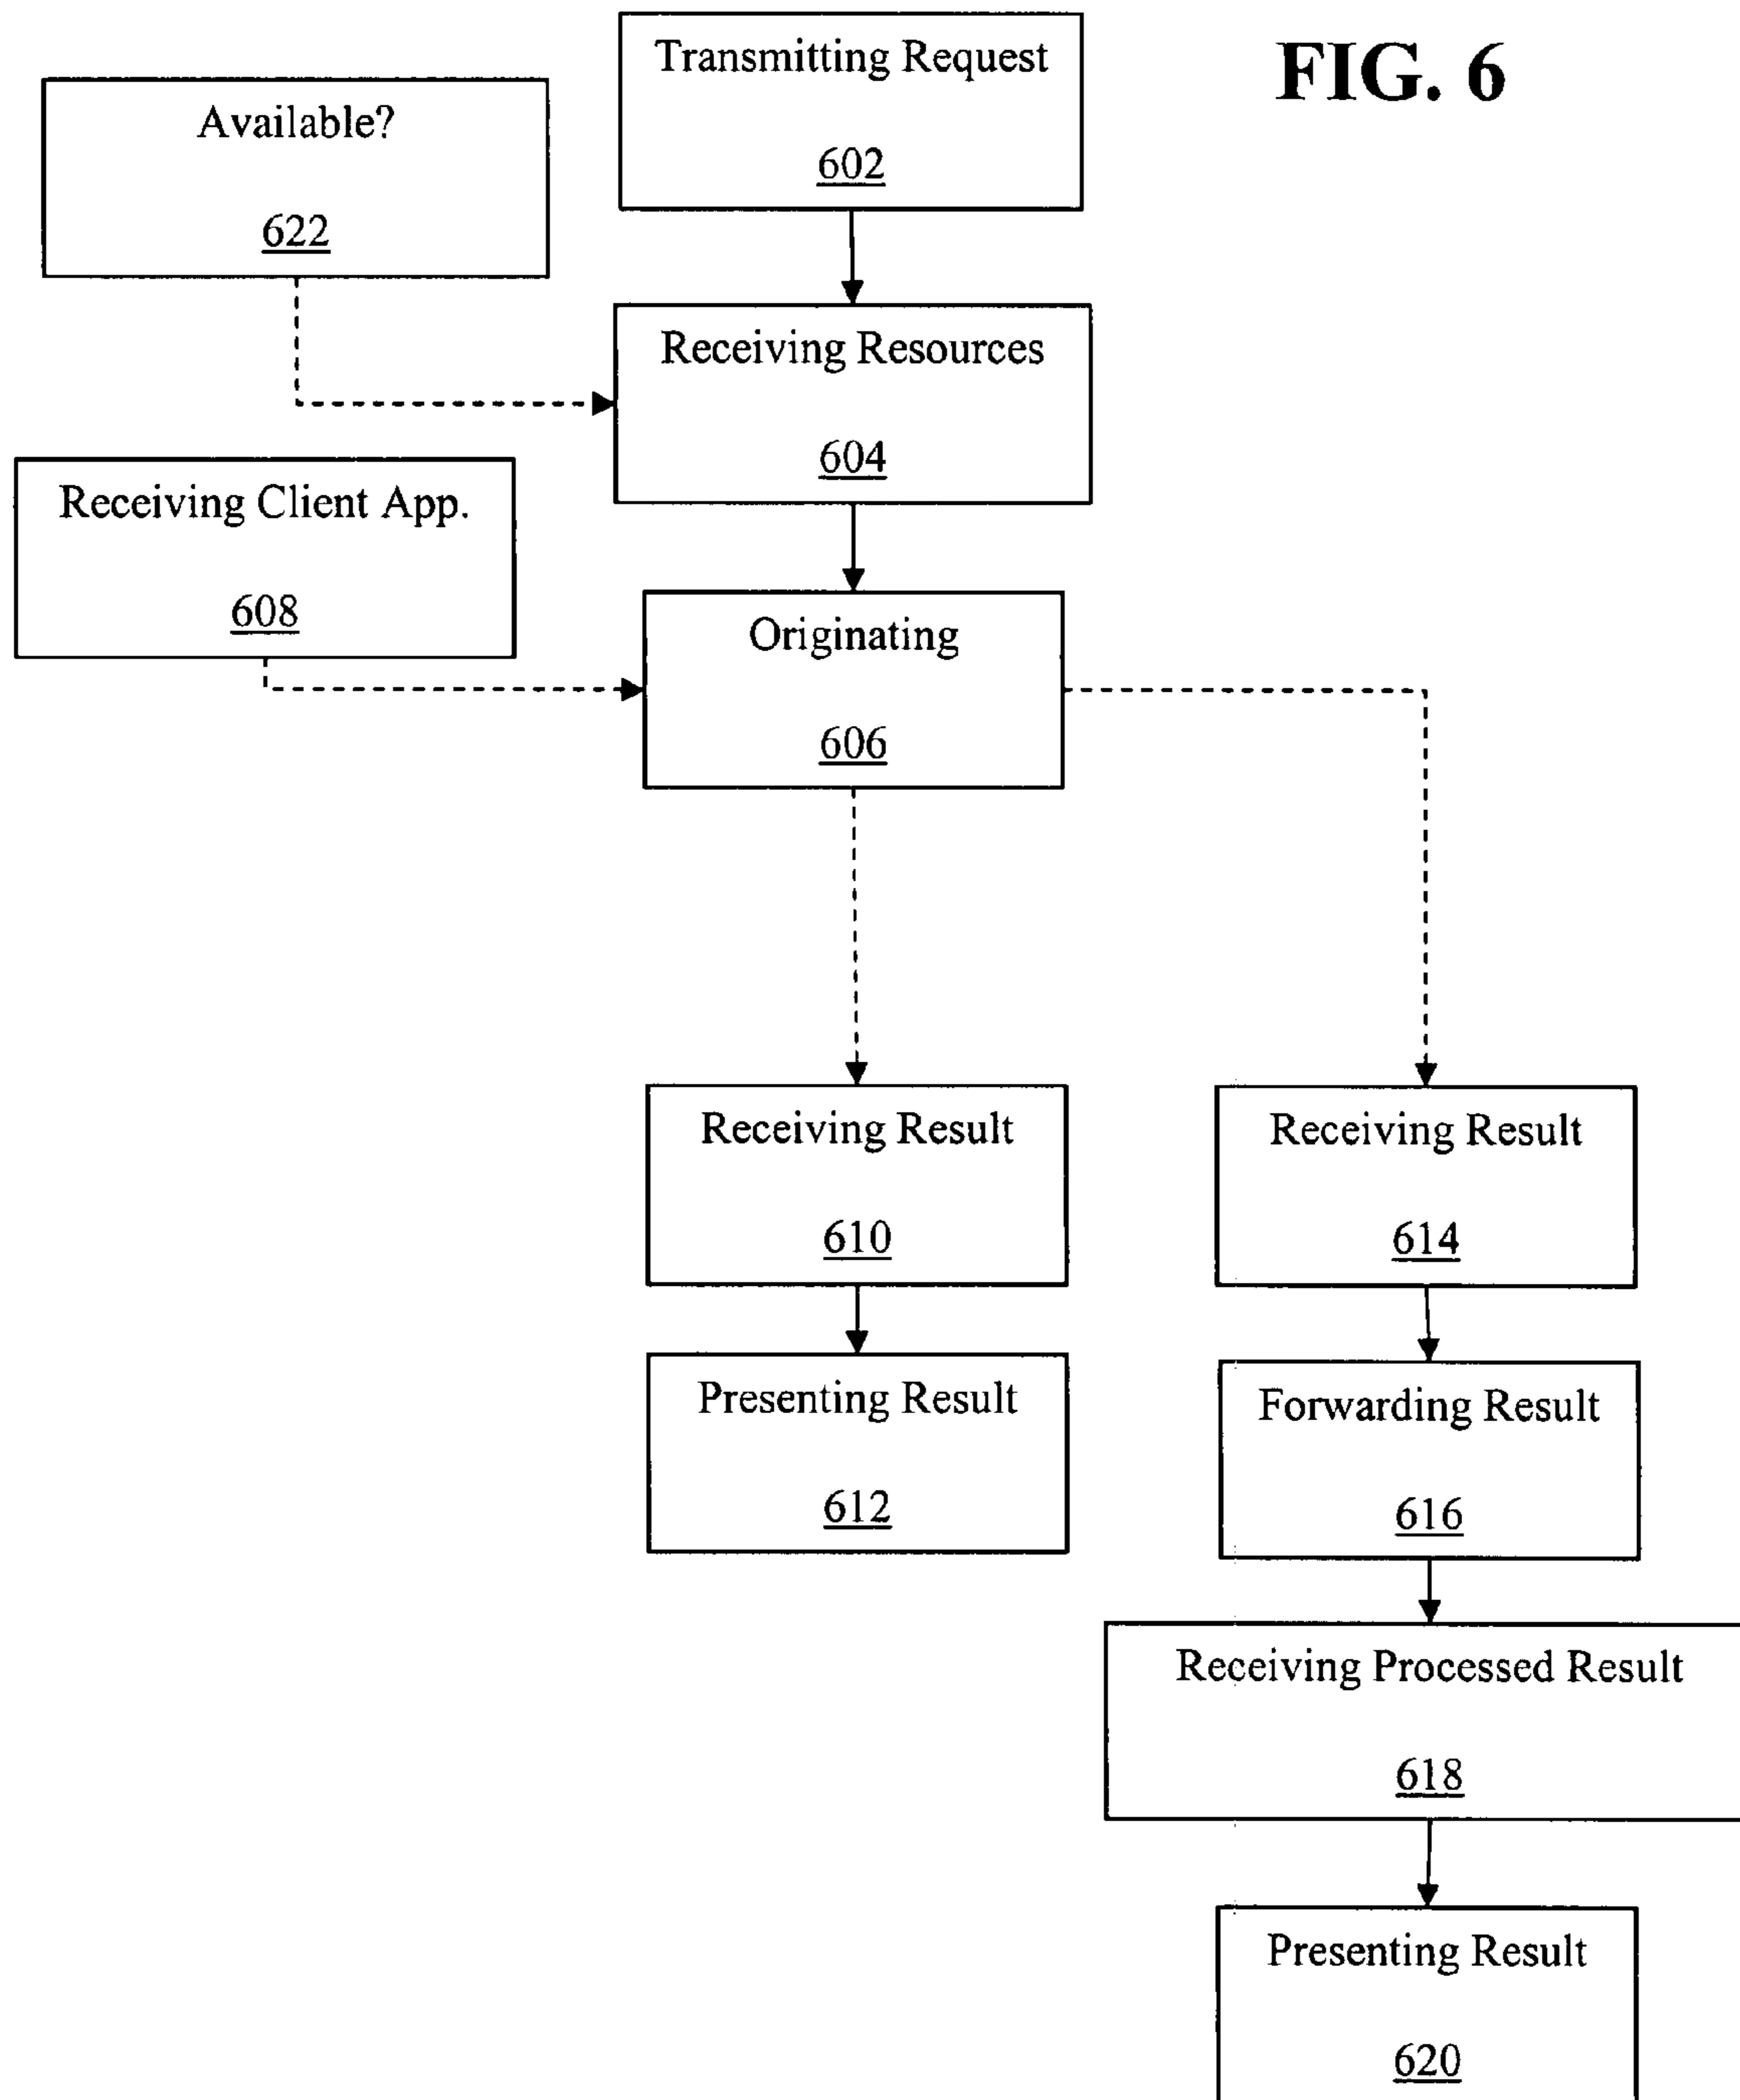 FIG. 6
Transmitting Request
602
Available?
622
Receiving Resources
604
Receiving Client App.
608
Originating
606
Receiving Result
610
Receiving Result
614
Presenting Result
612
Forwarding Result
616
Receiving Processed Result
618
Presenting Result
620